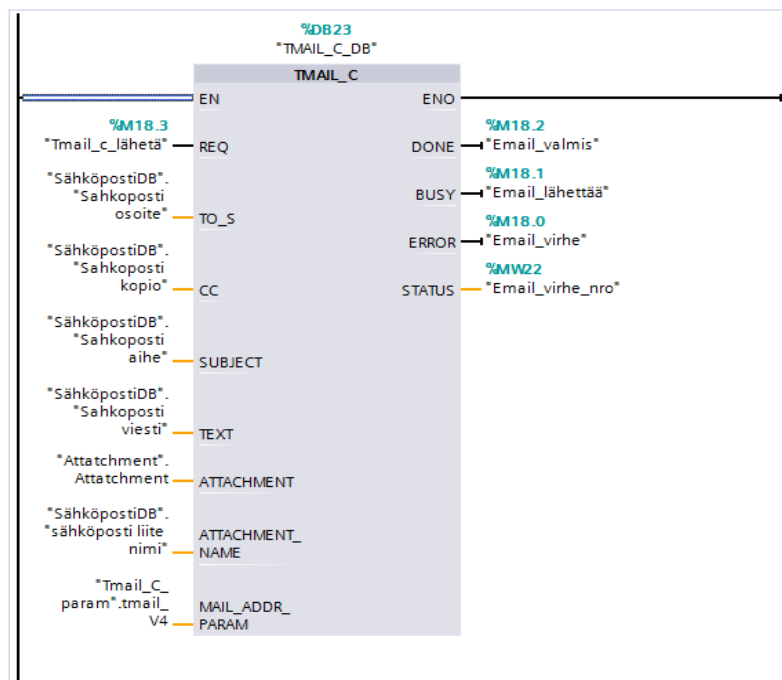 %DB23
"TMAIL_C_DB"
TMAIL_C
EN
ENO
%M18.3
"Tmail_c_lähetä"
REQ
%M18.2
DONE
"Email_valmis"
%M18.1
BUSY
"Email_lähettää"
"SähköpostiDB".
"Sahkoposti
osoite"
TO_S
%M18.0
ERROR
"Email_virhe"
"SähköpostiDB".
"Sahkoposti
kopio"
CC
%MW22
STATUS
"Email_virhe_nro"
"SähköpostiDB".
"Sahkoposti
aihe"
SUBJECT
"SähköpostiDB".
"Sahkoposti
viesti"
TEXT
"Attatchment".
Attatchment
ATTACHMENT
"SähköpostiDB".
"sähköposti liite
nimi"
ATTACHMENT_
NAME
"Tmail_C_
param".tmail_
V4
MAIL_ADDR_
PARAM